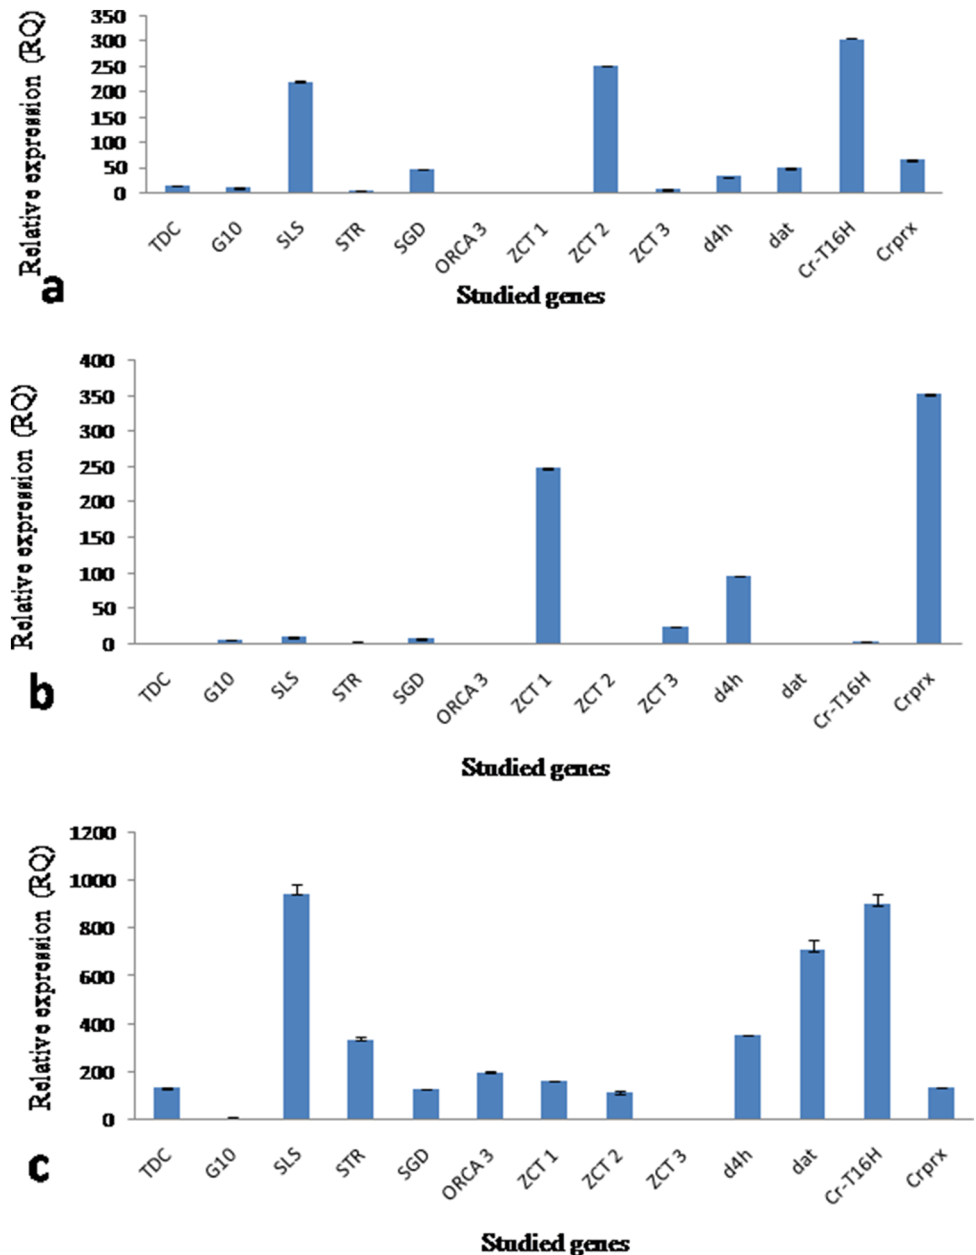 Relative expression (RQ)
350
300
250
200
150
100
50
0
TDC
G10
SLS
STR
SGD
ORCA 3
ZCT 1
ZCT 2
ZCT 3
d4h
dat
Cr-T16H
Crprx
a
Studied genes
Relative expression (RQ)
400
350
300
250
200
150
100
50
0
TDC
G10
SLS
STR
SGD
ORCA 3
ZCT 1
ZCT 2
ZCT 3
d4h
dat
Cr-T16H
Crprx
b
Studied genes
Relative expression (RQ)
1200
1000
800
600
400
200
0
TDC
G10
SLS
STR
SGD
ORCA 3
ZCT 1
ZCT 2
ZCT 3
d4h
dat
Cr-T16H
Crprx
c
Studied genes